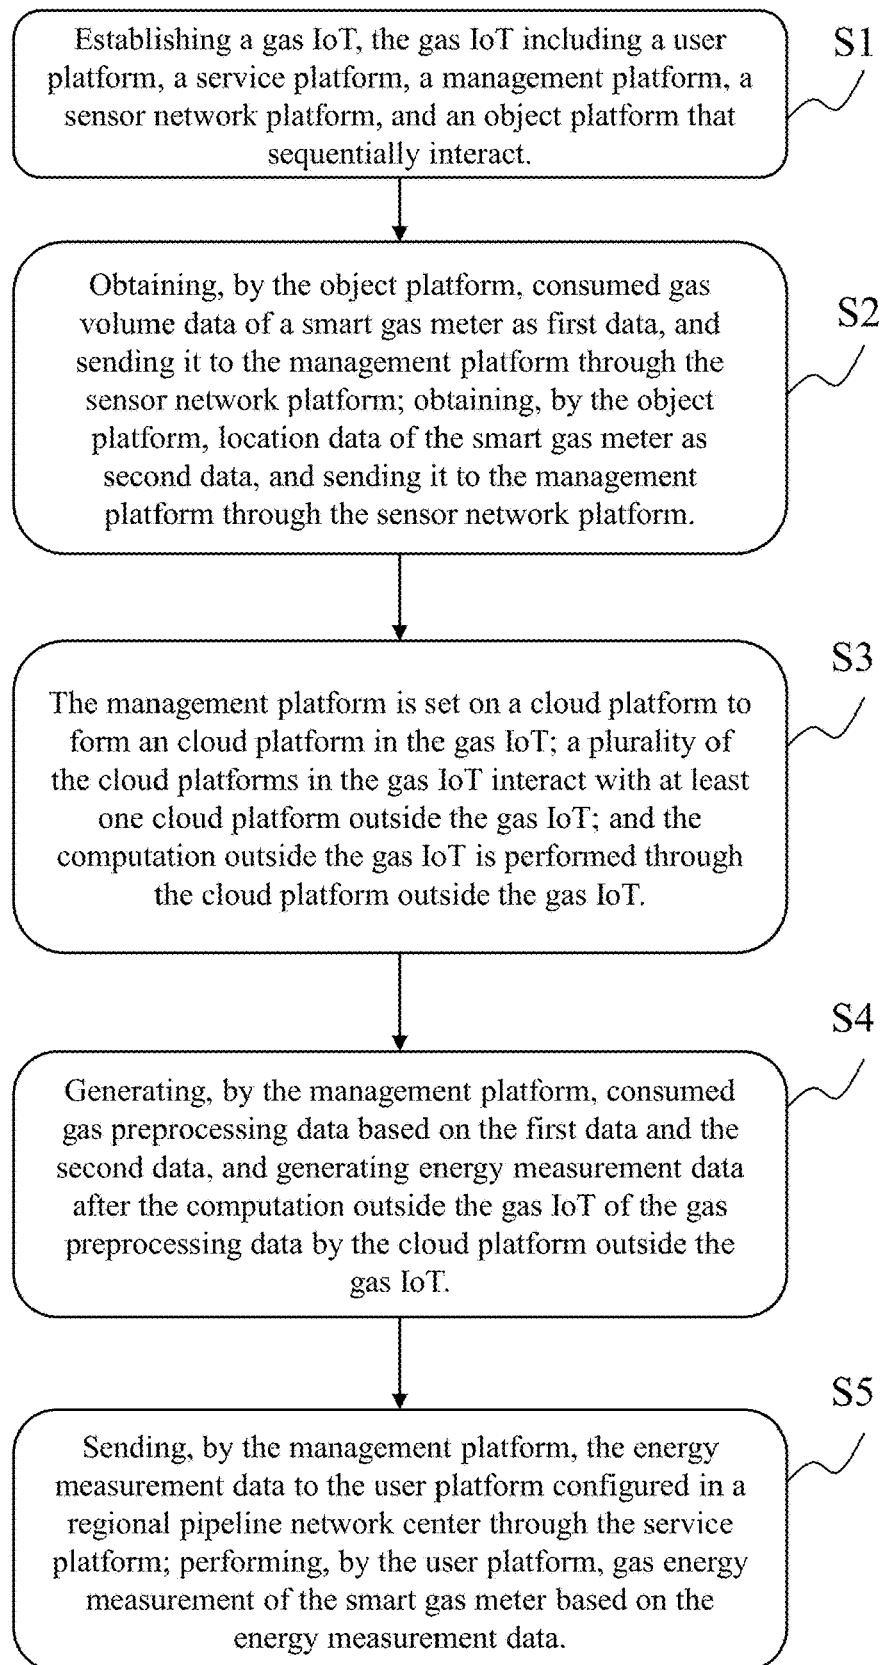 Establishing a gas IoT, the gas IoT including a user
platform, a service platform, a management platform, a
sensor network platform, and an object platform that
sequentially interact.
S1
Obtaining, by the object platform, consumed gas
volume data of a smart gas meter as first data, and
sending it to the management platform through the
sensor network platform; obtaining, by the object
platform, location data of the smart gas meter as
second data, and sending it to the management
platform through the sensor network platform.
S2
The management platform is set on a cloud platform to
form an cloud platform in the gas IoT; a plurality of
the cloud platforms in the gas IoT interact with at least
one cloud platform outside the gas IoT; and the
computation outside the gas IoT is performed through
the cloud platform outside the gas IoT.
S3
Generating, by the management platform, consumed
gas preprocessing data based on the first data and the
second data, and generating energy measurement data
after the computation outside the gas IoT of the gas
preprocessing data by the cloud platform outside the
gas IoT.
S4
Sending, by the management platform, the energy
measurement data to the user platform configured in a
regional pipeline network center through the service
platform; performing, by the user platform, gas energy
measurement of the smart gas meter based on the
energy measurement data.
S5